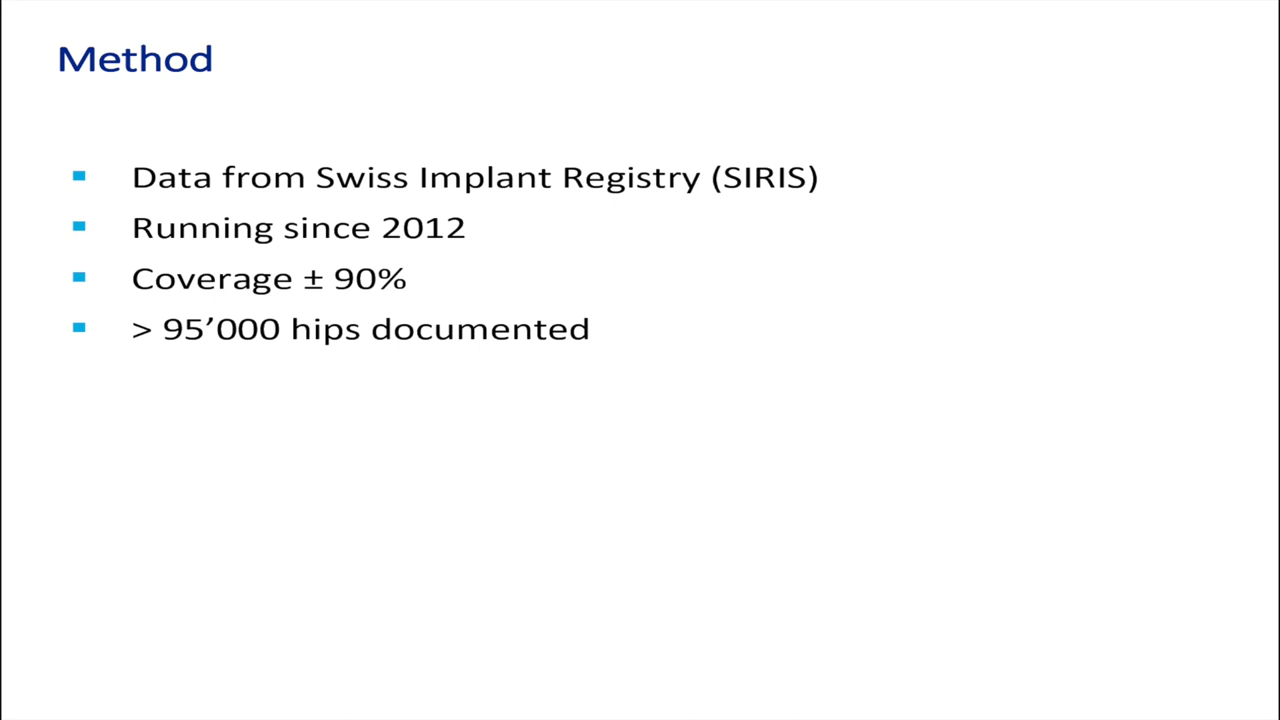 Method
Data from Swiss Implant Registry (SIRIS)
Running since 2012
Coverage ± 90%
> 95’000 hips documented